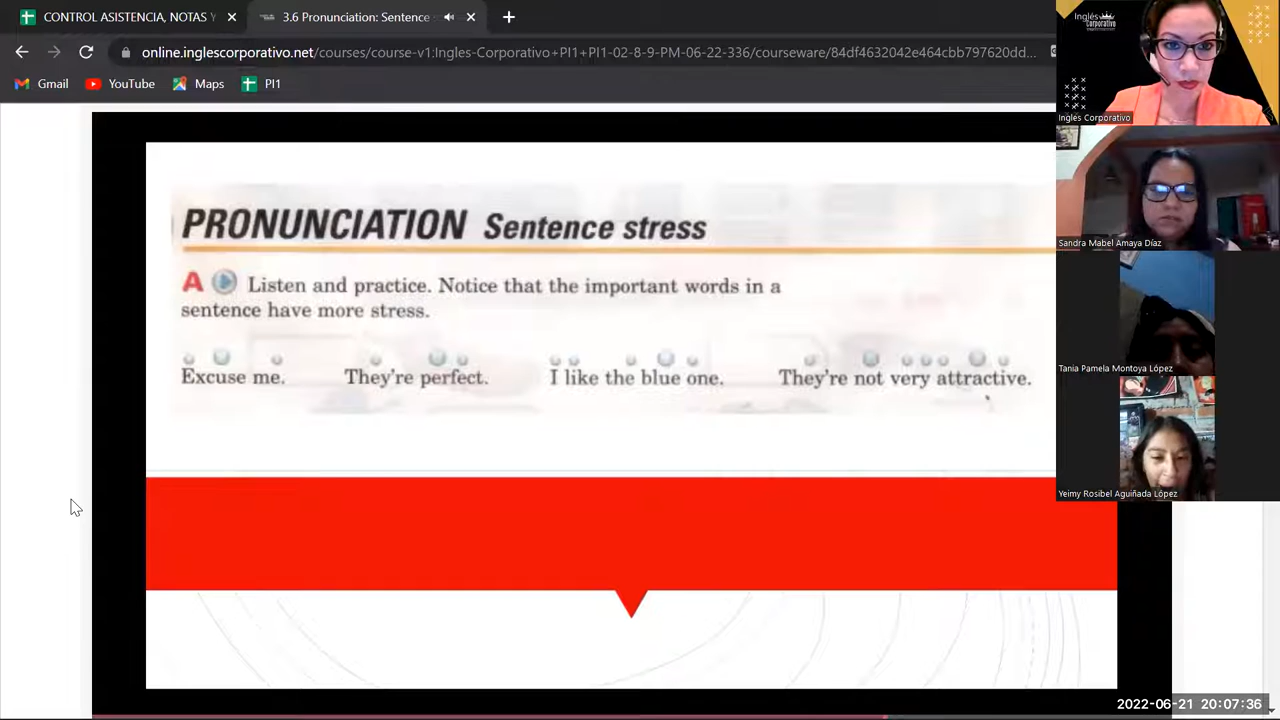 CONTROL ASISTENCIA, NOTAS Y
3.6 Pronunciation: Sentence
online.inglescorporativo.net/courses/course-v1:Ingles-Corporativo+PI1+PI1-02-8-9-PM-06-22-336/courseware/04df4632042e464cbb797620dd...
Gmail
YouTube
Maps
PI1
PRONUNCIATION Sentence stress
A Listen and practice. Notice that the important words in a
sentence have more stress.
Excuse me. They're perfect. I like the blue one. They're not very attractive.
Inglés
Corporativo
Inglés Corporativo
Sandra Mabel Amaya Díaz
Tania Pamela Montoya López
Yeimy Rosibel Aguiñada López
2022-06-21 20:07:36